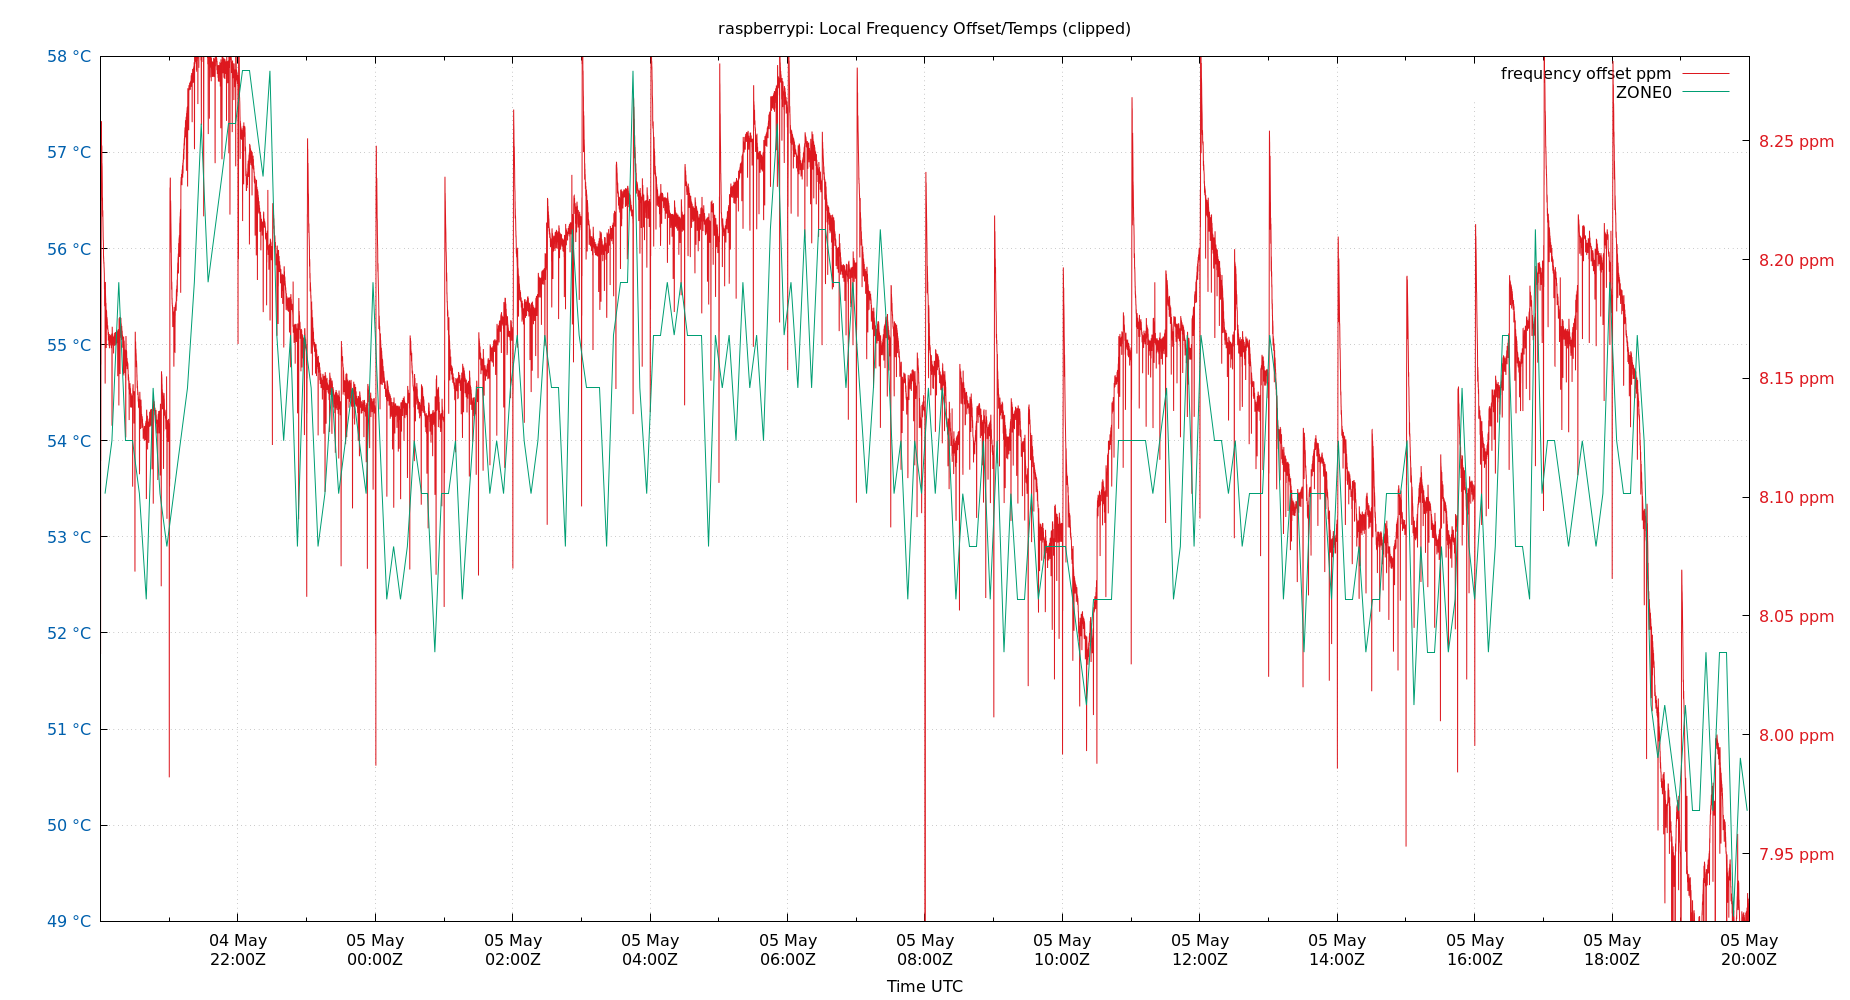 raspberrypi: Local Frequency Offset/Temps (clipped)
58 °C
57 °C
56 °C
55 °C
54 °C
53 °C
52 °C
51 °C
50 °C
49 °C
frequency offset ppm
ZONE0
8.25 ppm
8.20 ppm
8.15 ppm
8.10 ppm
8.05 ppm
8.00 ppm
7.95 ppm
04 May
22:00Z
05 May
00:00Z
05 May
02:00Z
05 May
04:00Z
05 May
06:00Z
05 May
08:00Z
05 May
10:00Z
05 May
12:00Z
05 May
14:00Z
05 May
16:00Z
05 May
18:00Z
05 May
20:00Z
Time UTC